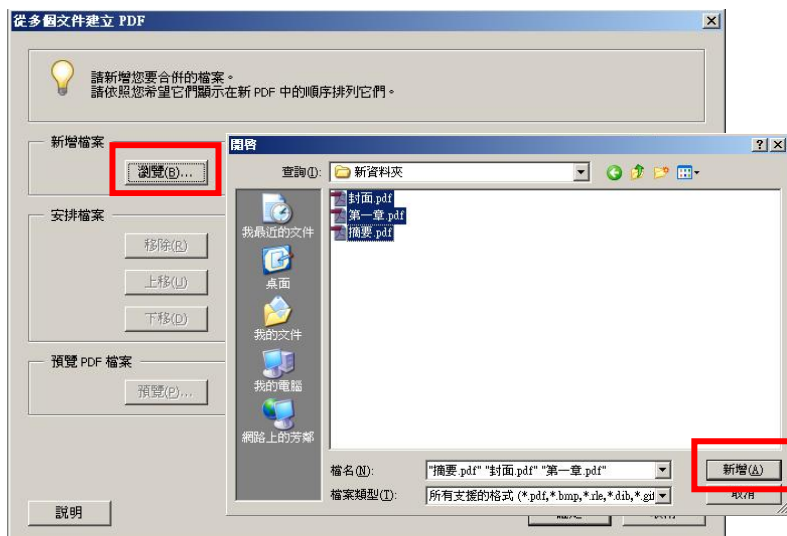 從多個文件建立 PDF
請新增您要合併的檔案。
請依照您希望它們顯示在新 PDF 中的順序排列它們。
新增檔案
瀏覽(B)...
安排檔案
移除(R)
上移(U)
下移(D)
預覽 PDF 檔案
預覽(P)...
說明
開啓
查詢(I):
新資料夾
我最近的文件
桌面
我的文件
我的電腦
網路上的芳鄰
封面.pdf
第一章.pdf
摘要.pdf
檔名(N):
"摘要.pdf" "封面.pdf" "第一章.pdf"
新增(A)
檔案類型(T):
所有支援的格式 (*.pdf,*.bmp,*.rle,*.dib,*.gif
取消